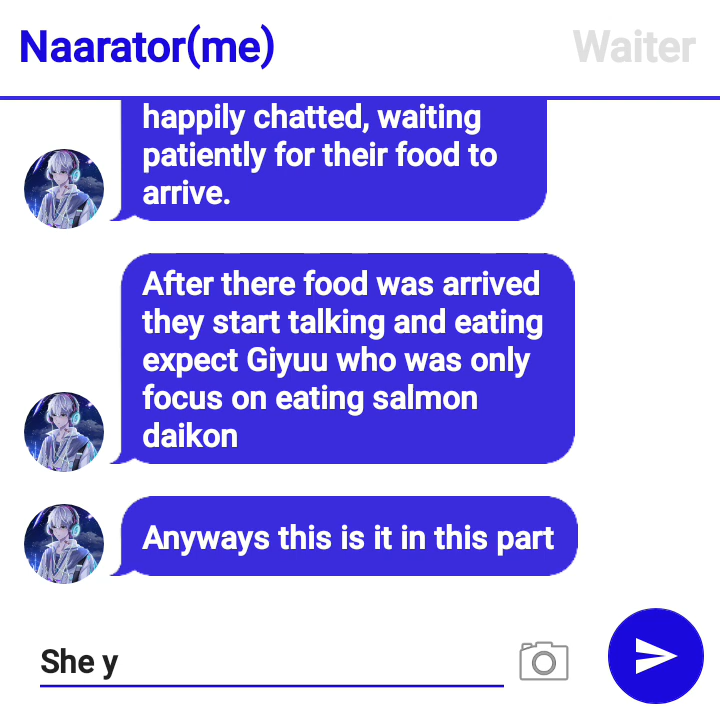 Naarator(me) Waiter
happily chatted, waiting
patiently for their food to
arrive.
After there food was arrived
they start talking and eating
expect Giyuu who was only
focus on eating salmon
daikon
Anyways this is it in this part
She y